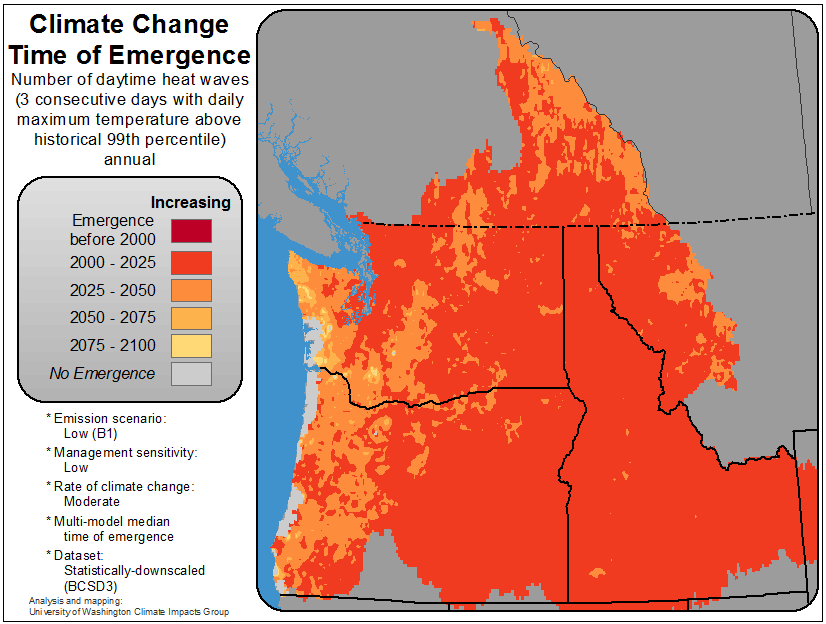 Climate Change
Time of Emergence
Number of daytime heat waves
(3 consecutive days with daily
maximum temperature above
historical 99th percentile)
annual
Increasing
Emergence
before 2000
2000 - 2025
2025 - 2050
2050 - 2075
2075 - 2100
No Emergence
* Emission scenario:
Low (B1)
* Management sensitivity:
Low
* Rate of climate change:
Moderate
* Multi-model median
time of emergence
* Dataset:
Statistically-downscaled
(BCSD3)
Analysis and mapping:
University of Washington Climate Impacts Group